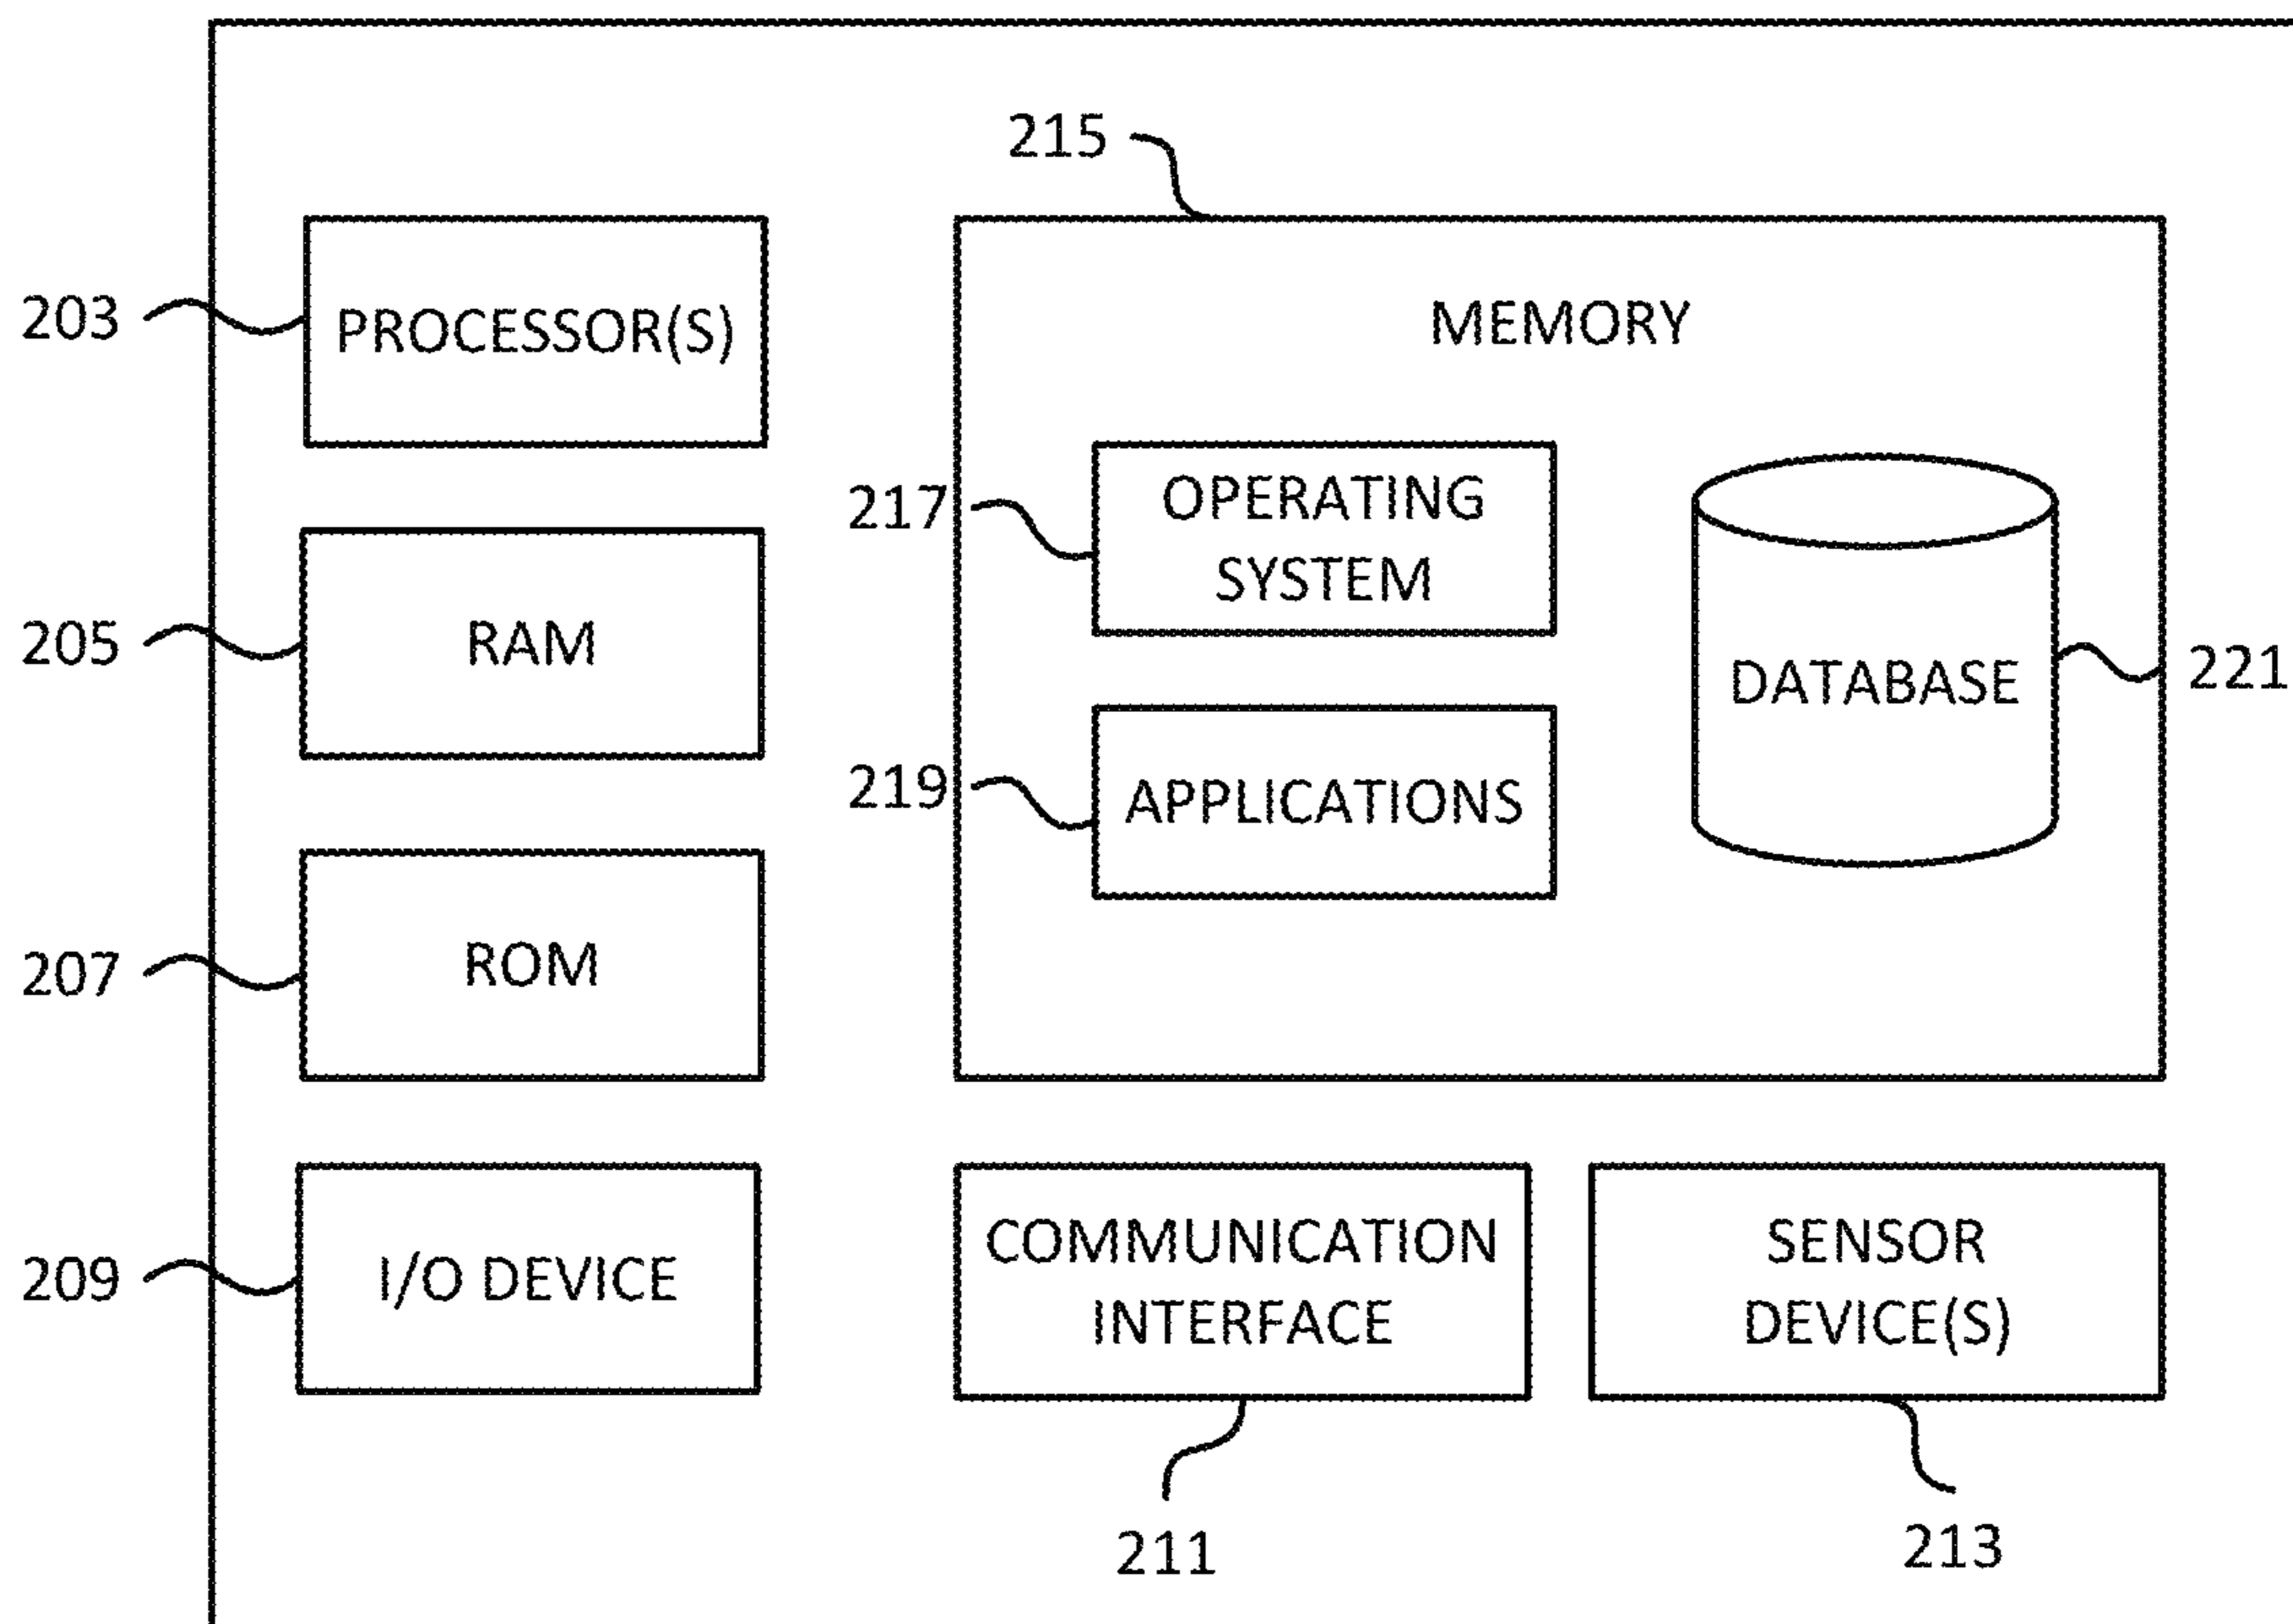 215
203
PROCESSOR(S)
MEMORY
217
OPERATING
SYSTEM
205
RAM
DATABASE
221
219
APPLICATIONS
207
ROM
209
I/O DEVICE
COMMUNICATION
INTERFACE
SENSOR
DEVICE(S)
211
213